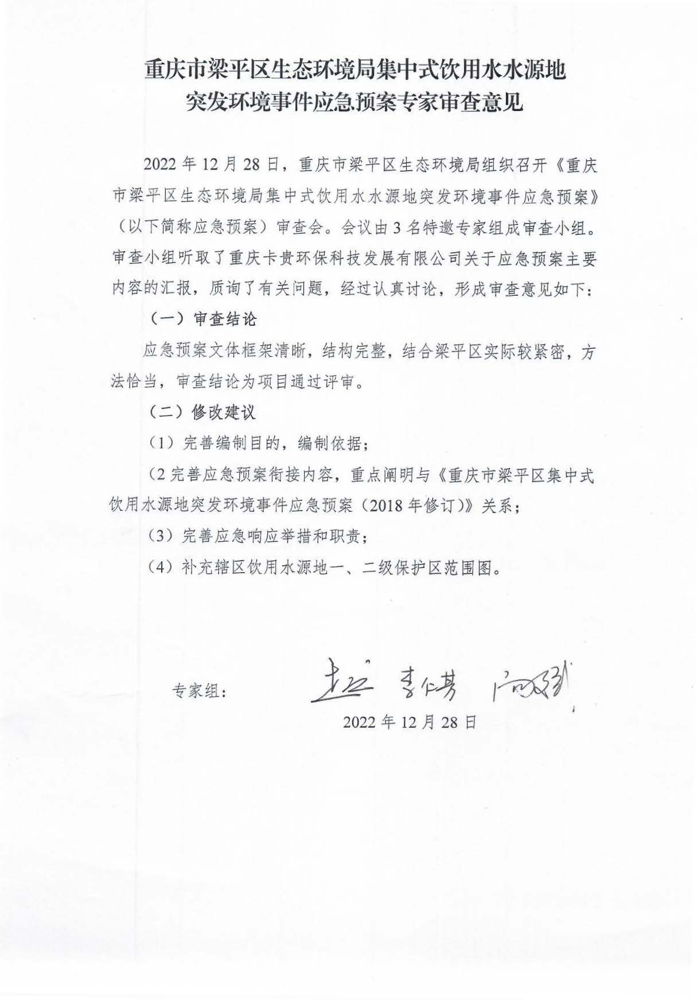 重庆市梁平区生态环境局集中式饮用水水源地
突发环境事件应急预案专家审查意见
2022 年 12 月 28 日，重庆市梁平区生态环境局组织召开《重庆
市梁平区生态环境局集中式饮用水水源地突发环境事件应急预案》
（以下简称应急预案）审查会。会议由 3 名特邀专家组成审查小组。
审查小组听取了重庆卡贵环保科技发展有限公司关于应急预案主要
内容的汇报，质询了有关问题，经过认真讨论，形成审查意见如下：
（一）审查结论
应急预案文体框架清晰，结构完整，结合梁平区实际较紧密，方
法恰当，审查结论为项目通过评审。
（二）修改建议
（1）完善编制目的，编制依据；
（2 完善应急预案衔接内容，重点阐明与《重庆市梁平区集中式
饮用水源地突发环境事件应急预案（2018 年修订）》关系；
（3）完善应急响应举措和职责；
（4）补充辖区饮用水源地一、二级保护区范围图。
专家组： 李仁芳
2022 年 12 月 28 日